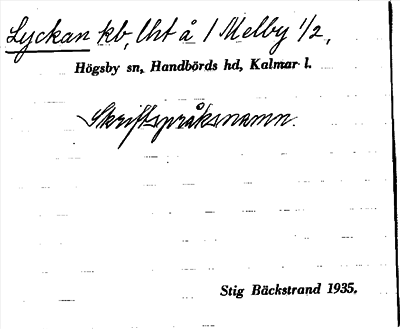 Lyckan kb, lht å 1 Melby 1/2,
Högsby sn, Handbörds hd, Kalmar l.
Skriftspråksnamn.
Stig Bäckstrand 1935.